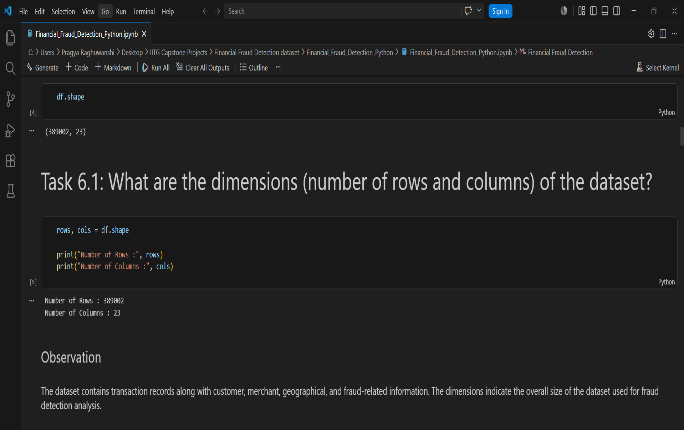 File Edit Selection View Go Run Terminal Help
Search
Sign In
Financial_Fraud_Detection_Python.ipynb
C: > Users > Pragya Raghuwanshi > Desktop > IITG Capstone Projects > Financial Fraud Detection dataset > Financial_Fraud_Detection_Python > Financial_Fraud_Detection_Python.ipynb > Financial Fraud Detection
Generate + Code + Markdown Run All Clear All Outputs Outline ...
Select Kernel
df.shape
[4]
Python
... (389002, 23)
Task 6.1: What are the dimensions (number of rows and columns) of the dataset?
rows, cols = df.shape
print("Number of Rows :", rows)
print("Number of Columns :", cols)
[5]
Python
... Number of Rows : 389002
Number of Columns : 23
Observation
The dataset contains transaction records along with customer, merchant, geographical, and fraud-related information. The dimensions indicate the overall size of the dataset used for fraud
detection analysis.